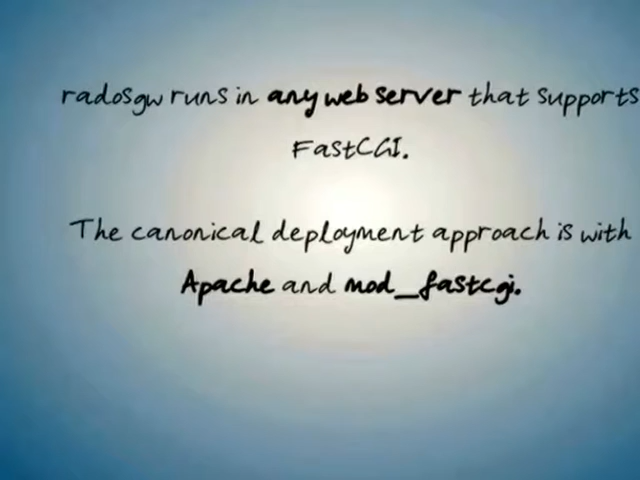 radosgw runs in any web server that supports
FastCGI.
The canonical deployment approach is with
Apache and mod_fastcgi.